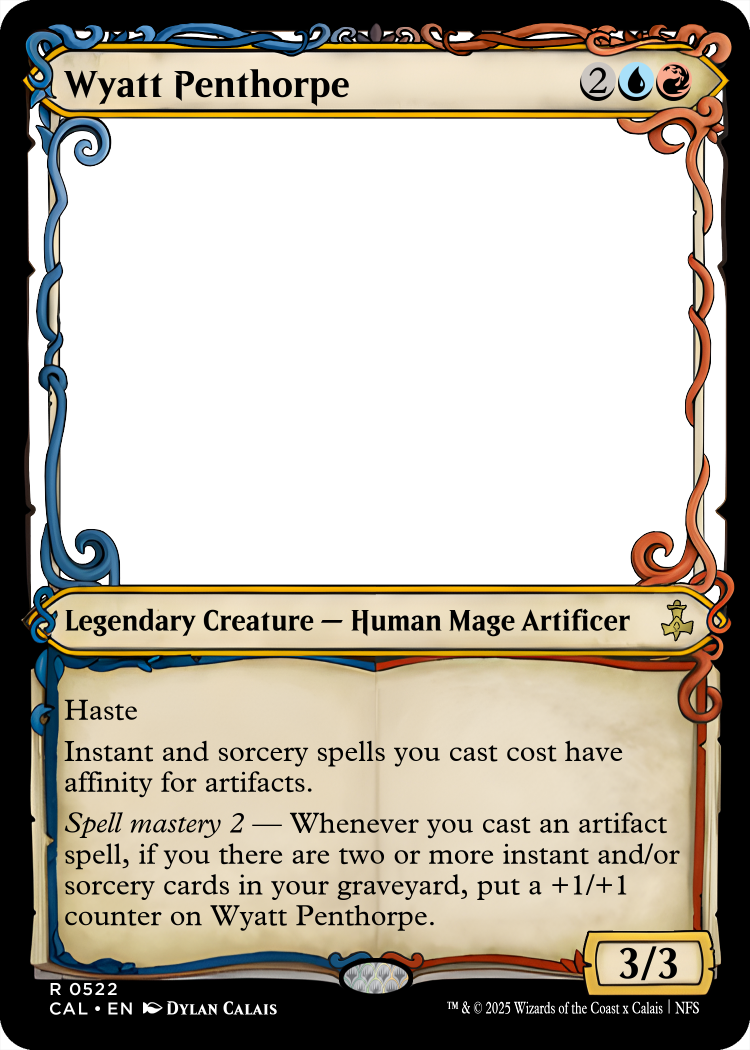 Wyatt Penthorpe 2
Legendary Creature — Human Mage Artificer
Haste
Instant and sorcery spells you cast cost have
affinity for artifacts.
Spell mastery 2 — Whenever you cast an artifact
spell, if you there are two or more instant and/or
sorcery cards in your graveyard, put a +1/+1
counter on Wyatt Penthorpe.
3/3
R 0522
CAL • EN Dylan Calais
™ & © 2025 Wizards of the Coast x Calais | NFS